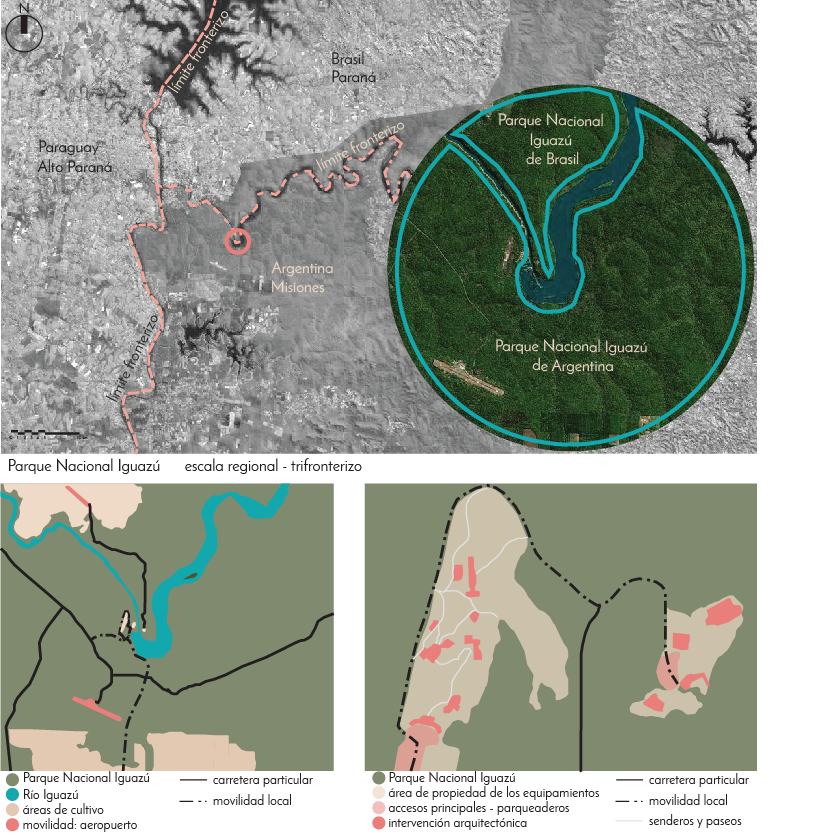 N
límite fronterizo
Brasil
Paraná
Paraguay
Alto Paraná
límite fronterizo
Parque Nacional
Iguazú
de Brasil
Argentina
Misiones
límite fronterizo
Parque Nacional Iguazú
de Argentina
Parque Nacional Iguazú escala regional - trifronterizo
Parque Nacional Iguazú
Río Iguazú
áreas de cultivo
movilidad: aeropuerto
carretera particular
movilidad local
Parque Nacional Iguazú
área de propiedad de los equipamientos
accesos principales - parqueaderos
intervención arquitectónica
carretera particular
movilidad local
senderos y paseos